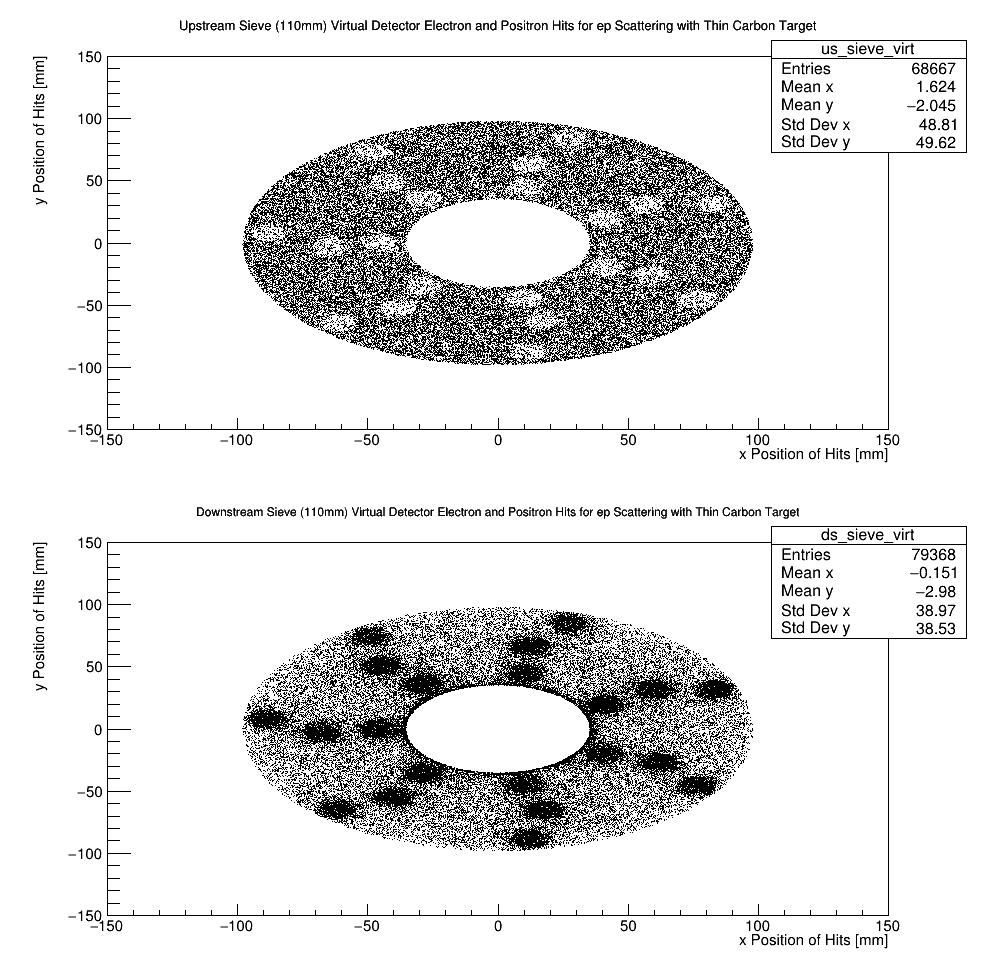 Upstream Sieve (110mm) Virtual Detector Electron and Positron Hits for ep Scattering with Thin Carbon Target
us_sieve_virt
Entries 68667
Mean x 1.624
Mean y −2.045
Std Dev x 48.81
Std Dev y 49.62
y Position of Hits [mm]
150
100
50
0
−50
−100
−150
−150 −100 −50 0 50 100 150
x Position of Hits [mm]
Downstream Sieve (110mm) Virtual Detector Electron and Positron Hits for ep Scattering with Thin Carbon Target
ds_sieve_virt
Entries 79368
Mean x −0.151
Mean y −2.98
Std Dev x 38.97
Std Dev y 38.53
y Position of Hits [mm]
150
100
50
0
−50
−100
−150
−150 −100 −50 0 50 100 150
x Position of Hits [mm]